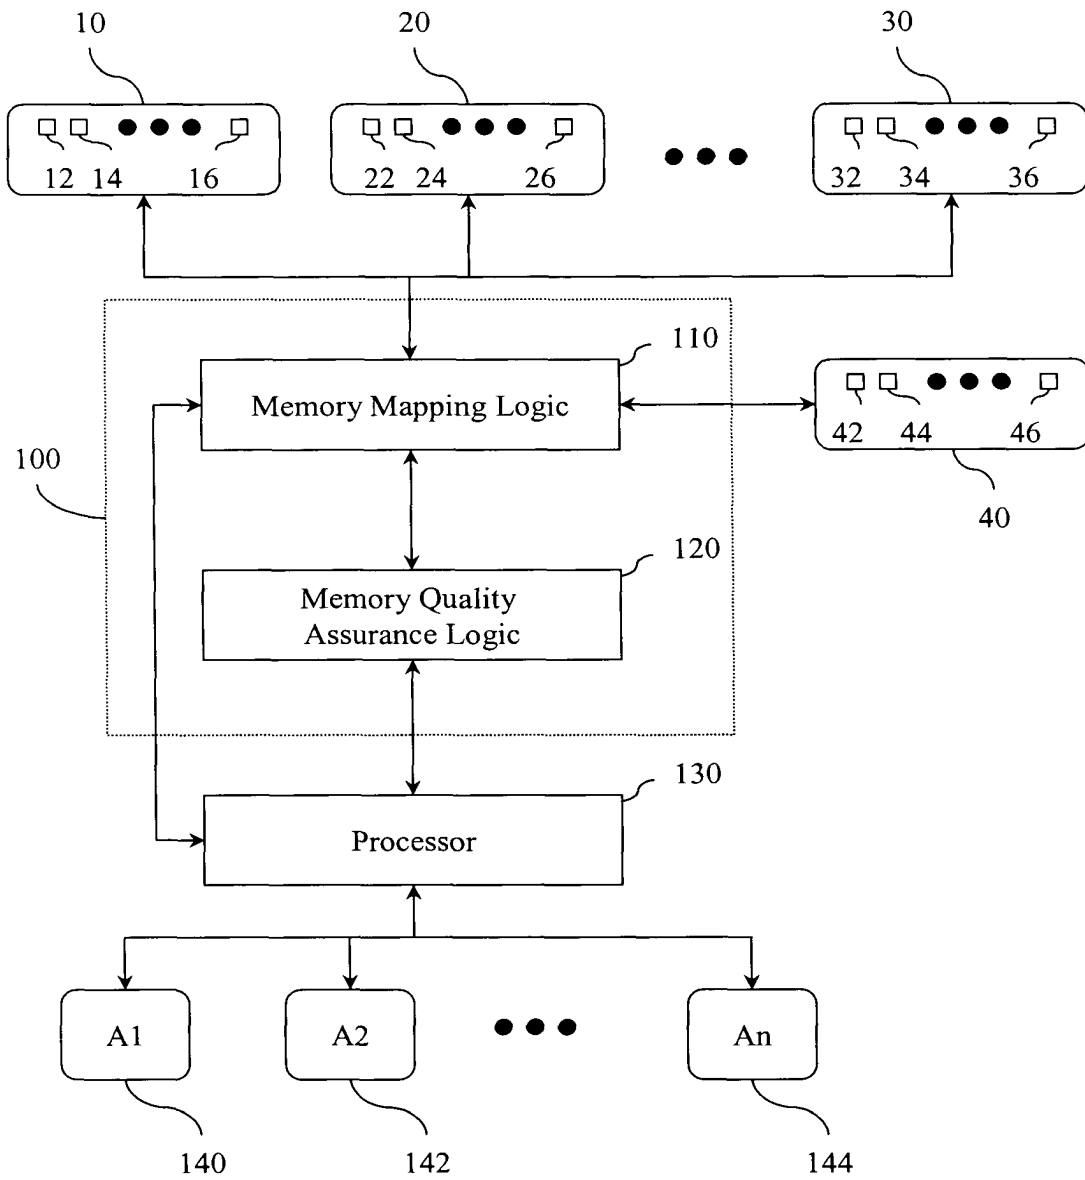 10 20 30
12 14 16 22 24 26 32 34 36
110
Memory Mapping Logic
42 44 46
100
40
120
Memory Quality
Assurance Logic
130
Processor
A1 A2 An
140 142 144